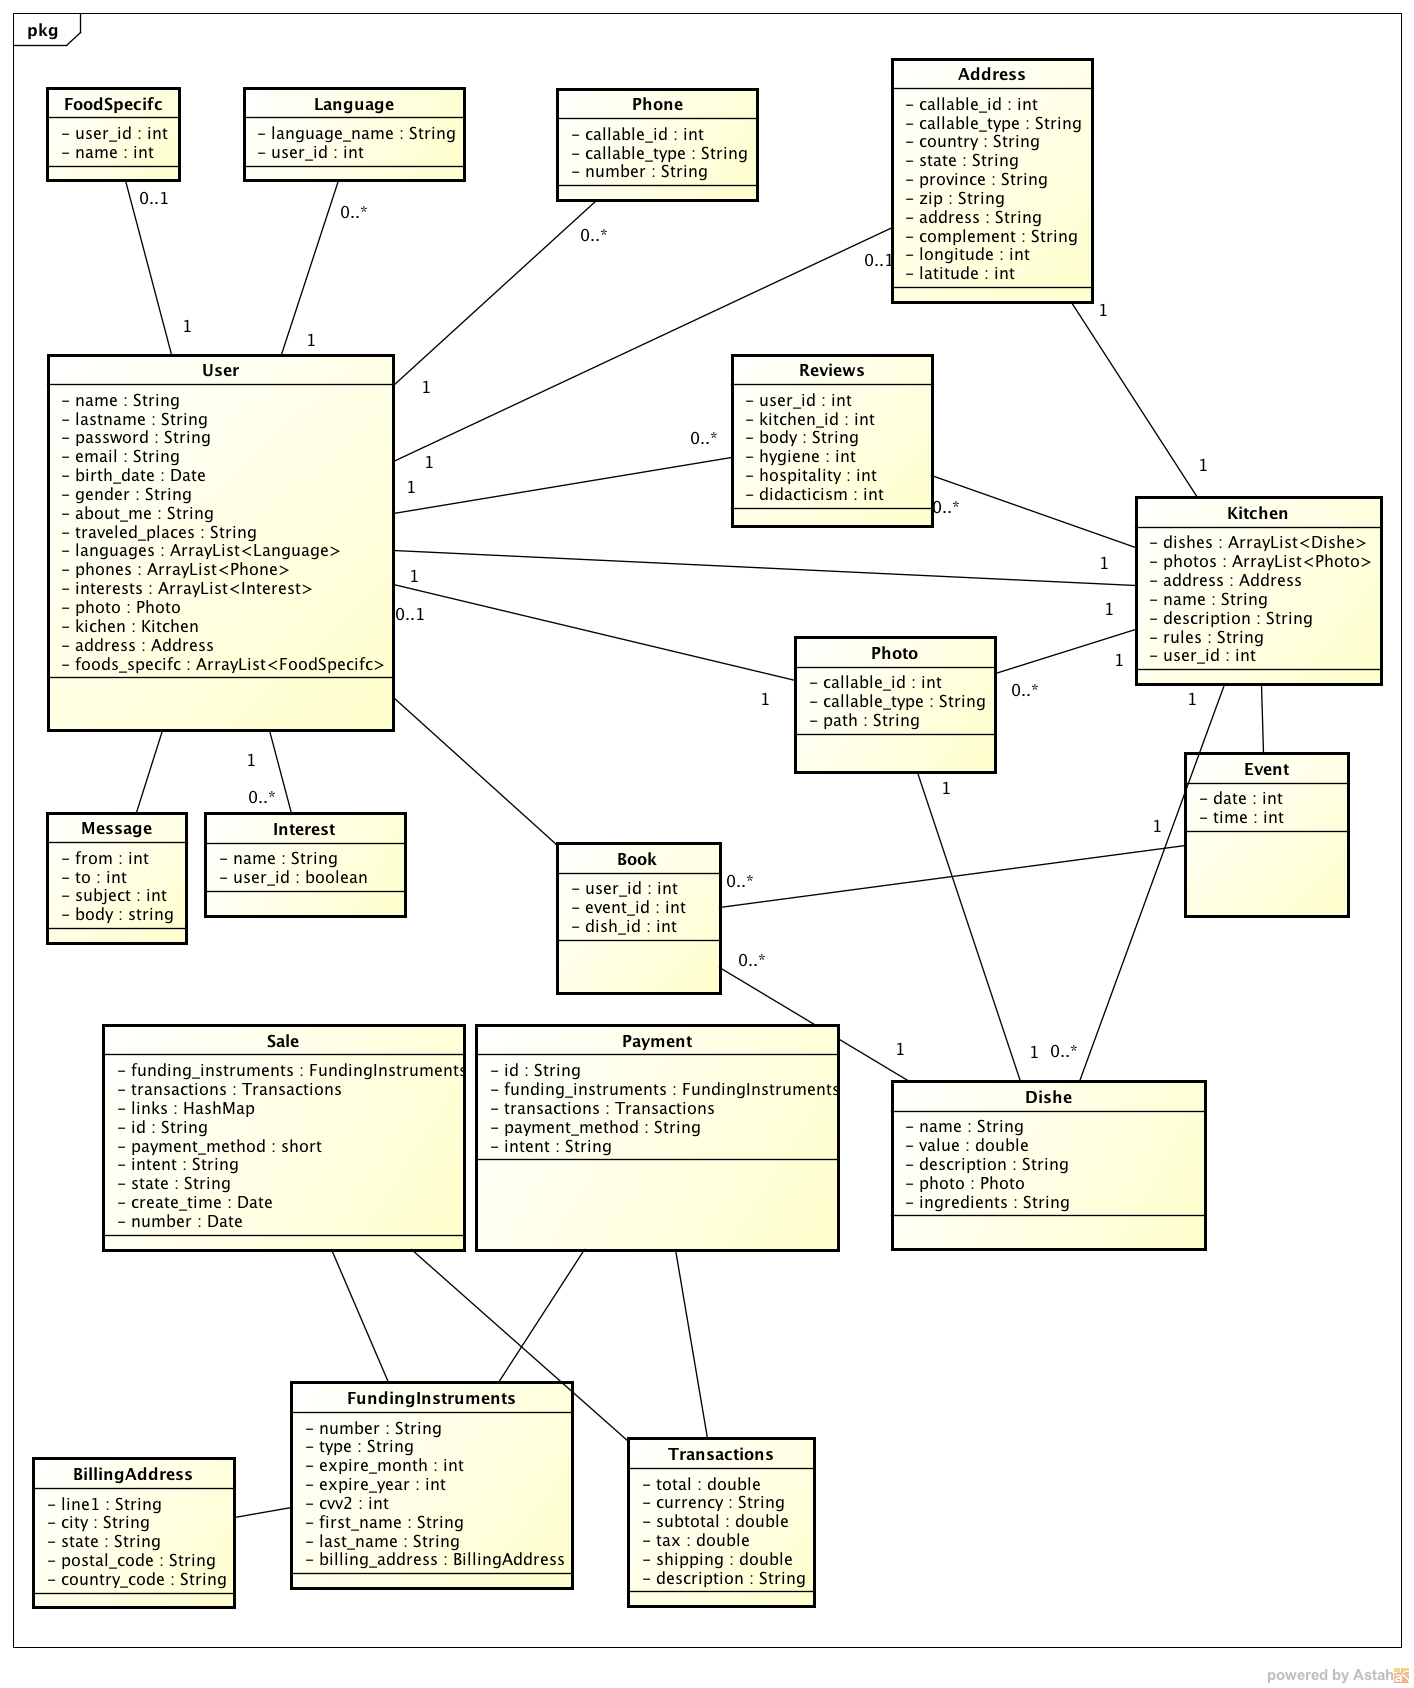 pkg
FoodSpecifc
– user_id : int
– name : int
Language
– language_name : String
– user_id : int
Phone
– callable_id : int
– callable_type : String
– number : String
Address
– callable_id : int
– callable_type : String
– country : String
– state : String
– province : String
– zip : String
– address : String
– complement : String
– longitude : int
– latitude : int
0..1
0..*
0..*
0..1
1
1
1
1
1
1
User
– name : String
– lastname : String
– password : String
– email : String
– birth_date : Date
– gender : String
– about_me : String
– traveled_places : String
– languages : ArrayList<Language>
– phones : ArrayList<Phone>
– interests : ArrayList<Interest>
– photo : Photo
– kichen : Kitchen
– address : Address
– foods_specifc : ArrayList<FoodSpecifc>
0..*
1
Reviews
– user_id : int
– kitchen_id : int
– body : String
– hygiene : int
– hospitality : int
– didacticism : int
0..*
1
Kitchen
– dishes : ArrayList<Dishe>
– photos : ArrayList<Photo>
– address : Address
– name : String
– description : String
– rules : String
– user_id : int
1
1
0..1
1
Photo
– callable_id : int
– callable_type : String
– path : String
1
0..*
1
1
Event
– date : int
– time : int
1
0..*
Message
– from : int
– to : int
– subject : int
– body : string
Interest
– name : String
– user_id : boolean
Book
– user_id : int
– event_id : int
– dish_id : int
0..*
1
0..*
1
1
0..*
Sale
– funding_instruments : FundingInstruments
– transactions : Transactions
– links : HashMap
– id : String
– payment_method : short
– intent : String
– state : String
– create_time : Date
– number : Date
Payment
– id : String
– funding_instruments : FundingInstruments
– transactions : Transactions
– payment_method : String
– intent : String
Dishe
– name : String
– value : double
– description : String
– photo : Photo
– ingredients : String
FundingInstruments
– number : String
– type : String
– expire_month : int
– expire_year : int
– cvv2 : int
– first_name : String
– last_name : String
– billing_address : BillingAddress
BillingAddress
– line1 : String
– city : String
– state : String
– postal_code : String
– country_code : String
Transactions
– total : double
– currency : String
– subtotal : double
– tax : double
– shipping : double
– description : String
powered by Astah